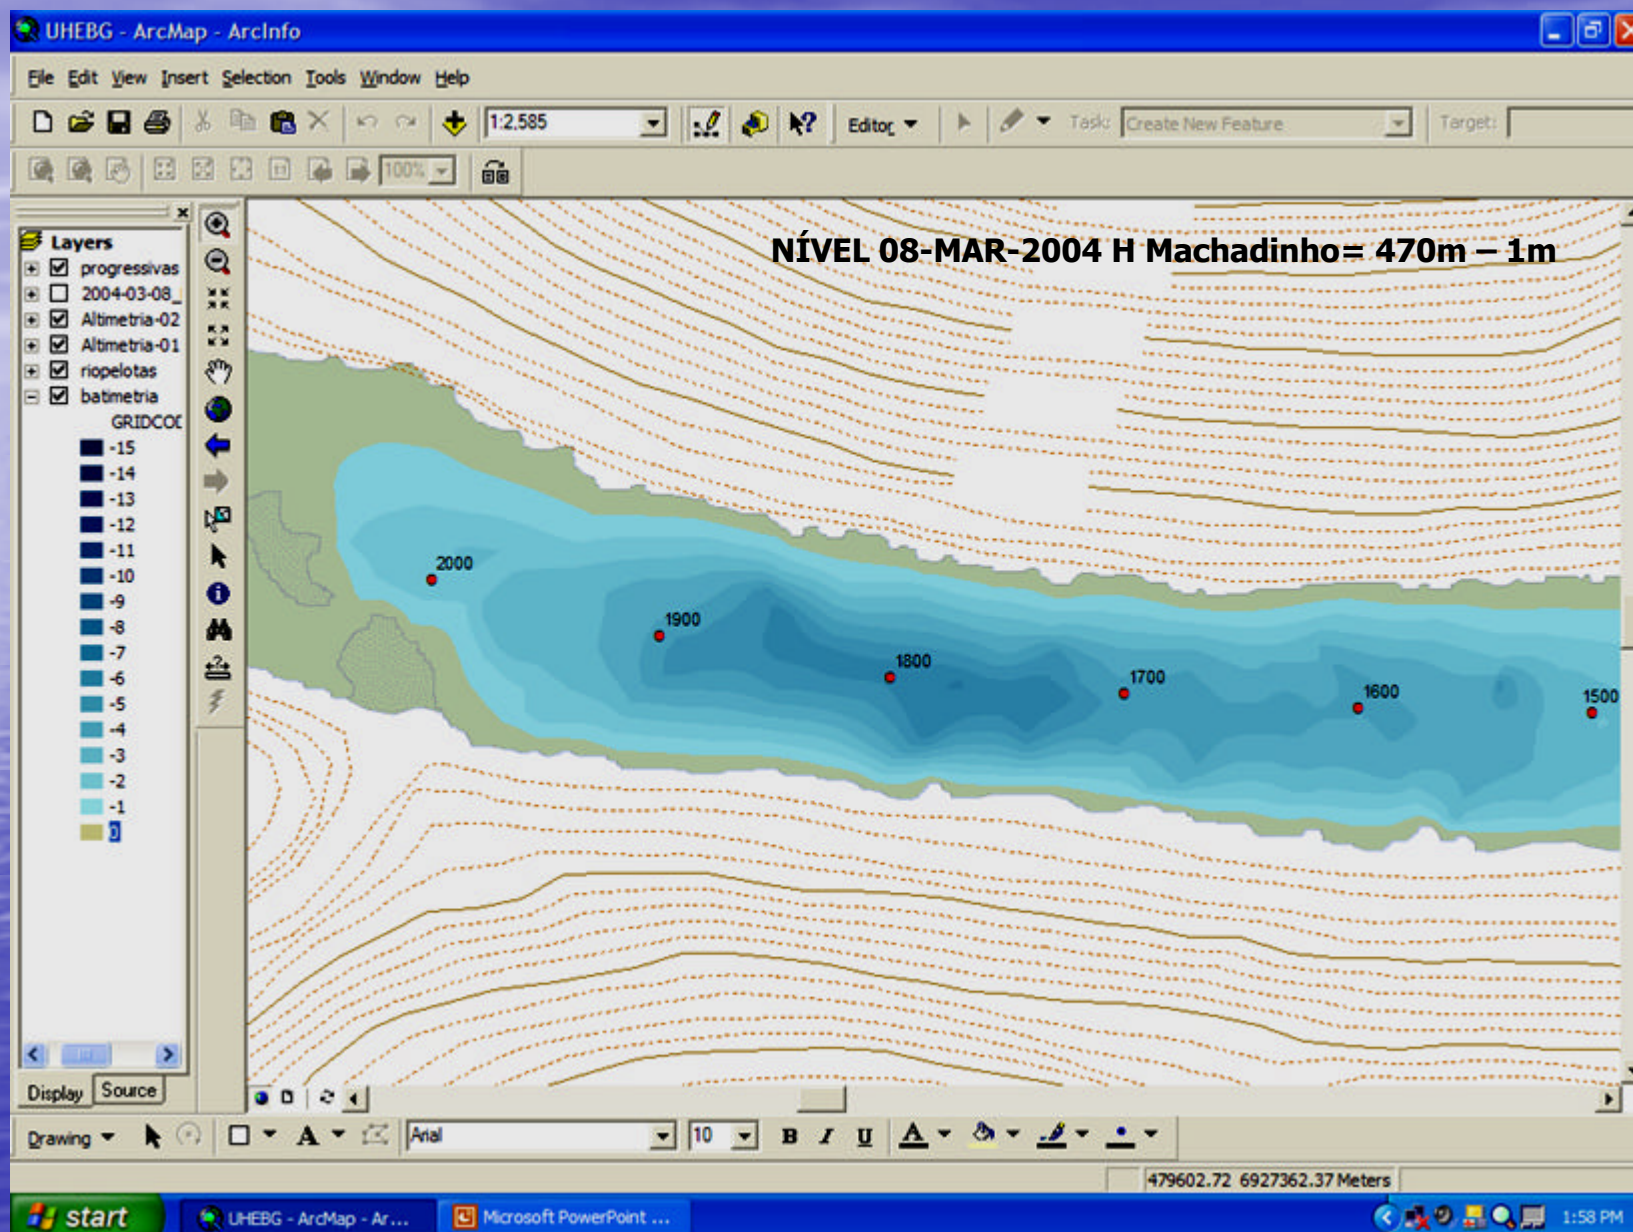 UHEBG - ArcMap - ArcInfo
File Edit View Insert Selection Tools Window Help
1:2,585 Editor Task: Create New Feature Target:
100%
Layers
progressivas
2004-03-08_
Altimetria-02
Altimetria-01
riopelotas
batimetria
GRIDCOD
-15
-14
-13
-12
-11
-10
-9
-8
-7
-6
-5
-4
-3
-2
-1
0
NÍVEL 08-MAR-2004 H Machadinho= 470m – 1m
2000
1900
1800
1700
1600
1500
Display Source
Drawing A Arial 10 B I U A
479602.72 6927362.37 Meters
start UHEBG - ArcMap - Ar... Microsoft PowerPoint ... 1:58 PM